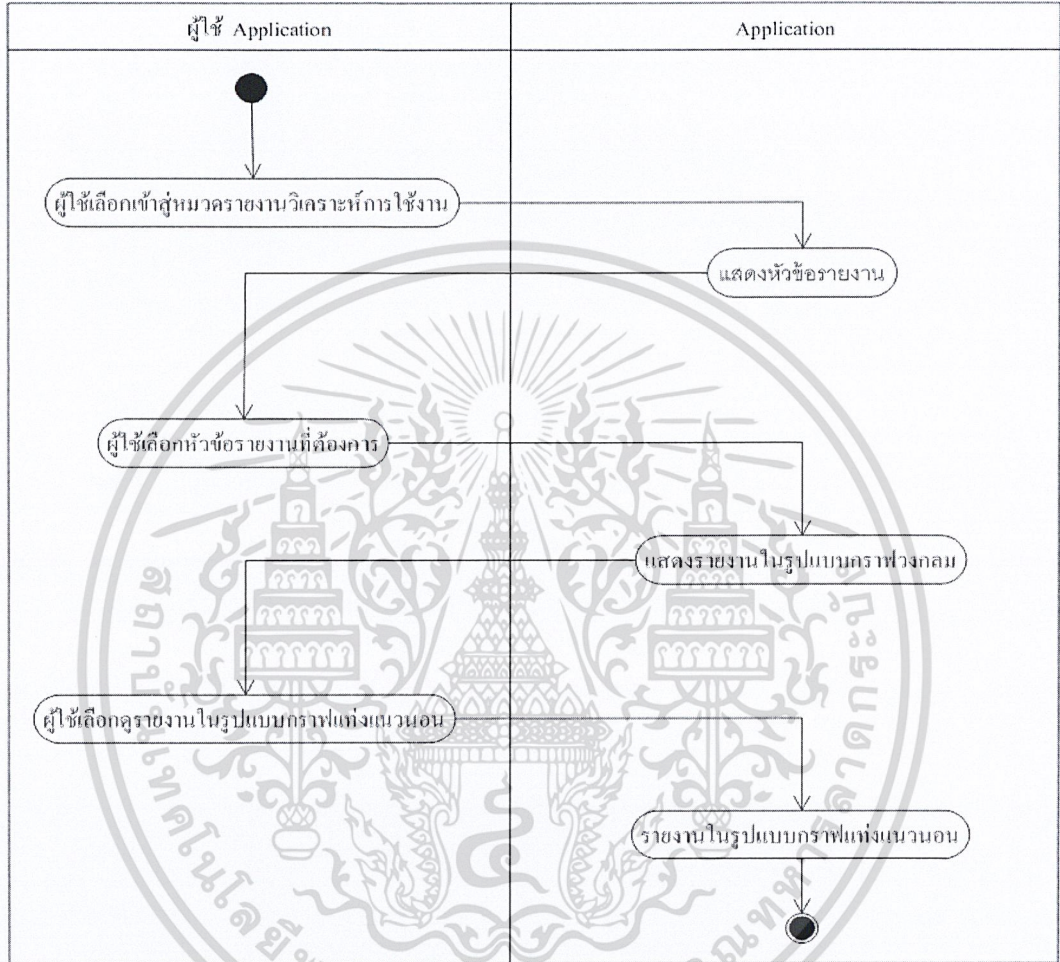 ผู้ใช้ Application
Application
ผู้ใช้เลือกเข้าสู่หมวดรายงานวิเคราะห์การใช้งาน
แสดงหัวข้อรายงาน
ผู้ใช้เลือกหัวข้อรายงานที่ต้องการ
แสดงรายงานในรูปแบบกราฟวงกลม
ผู้ใช้เลือกดูรายงานในรูปแบบกราฟแท่งแนวนอน
รายงานในรูปแบบกราฟแท่งแนวนอน